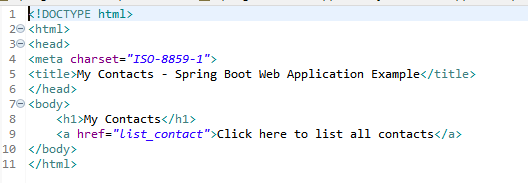 1 <!DOCTYPE html>
2 <html>
3 <head>
4 <meta charset="ISO-8859-1">
5 <title>My Contacts - Spring Boot Web Application Example</title>
6 </head>
7 <body>
8 <h1>My Contacts</h1>
9 <a href="list_contact">Click here to list all contacts</a>
10 </body>
11 </html>